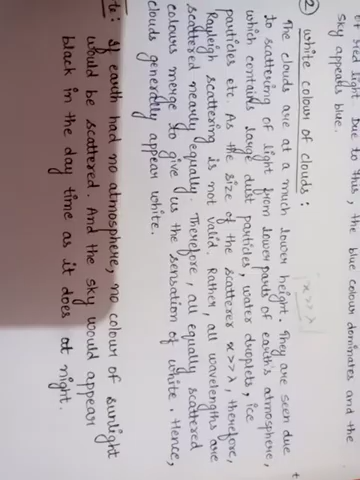 of red light. Due to this, the blue colour dominates and the
sky appears blue.
② White colour of clouds :
x >> λ
The clouds are at a much lower height. They are seen due
to scattering of light from lower parts of earth's atmosphere,
which contains large dust particles, water droplets, ice
particles etc. As the size of the scatterer x >> λ, therefore,
Rayleigh scattering is not valid. Rather, all wavelengths are
scattered nearly equally. Therefore, all equally scattered
colours merge to give us the sensation of white. Hence,
clouds generally appear white.
te: If earth had no atmosphere, no colour of sunlight
would be scattered. And the sky would appear
black in the day time as it does at night.